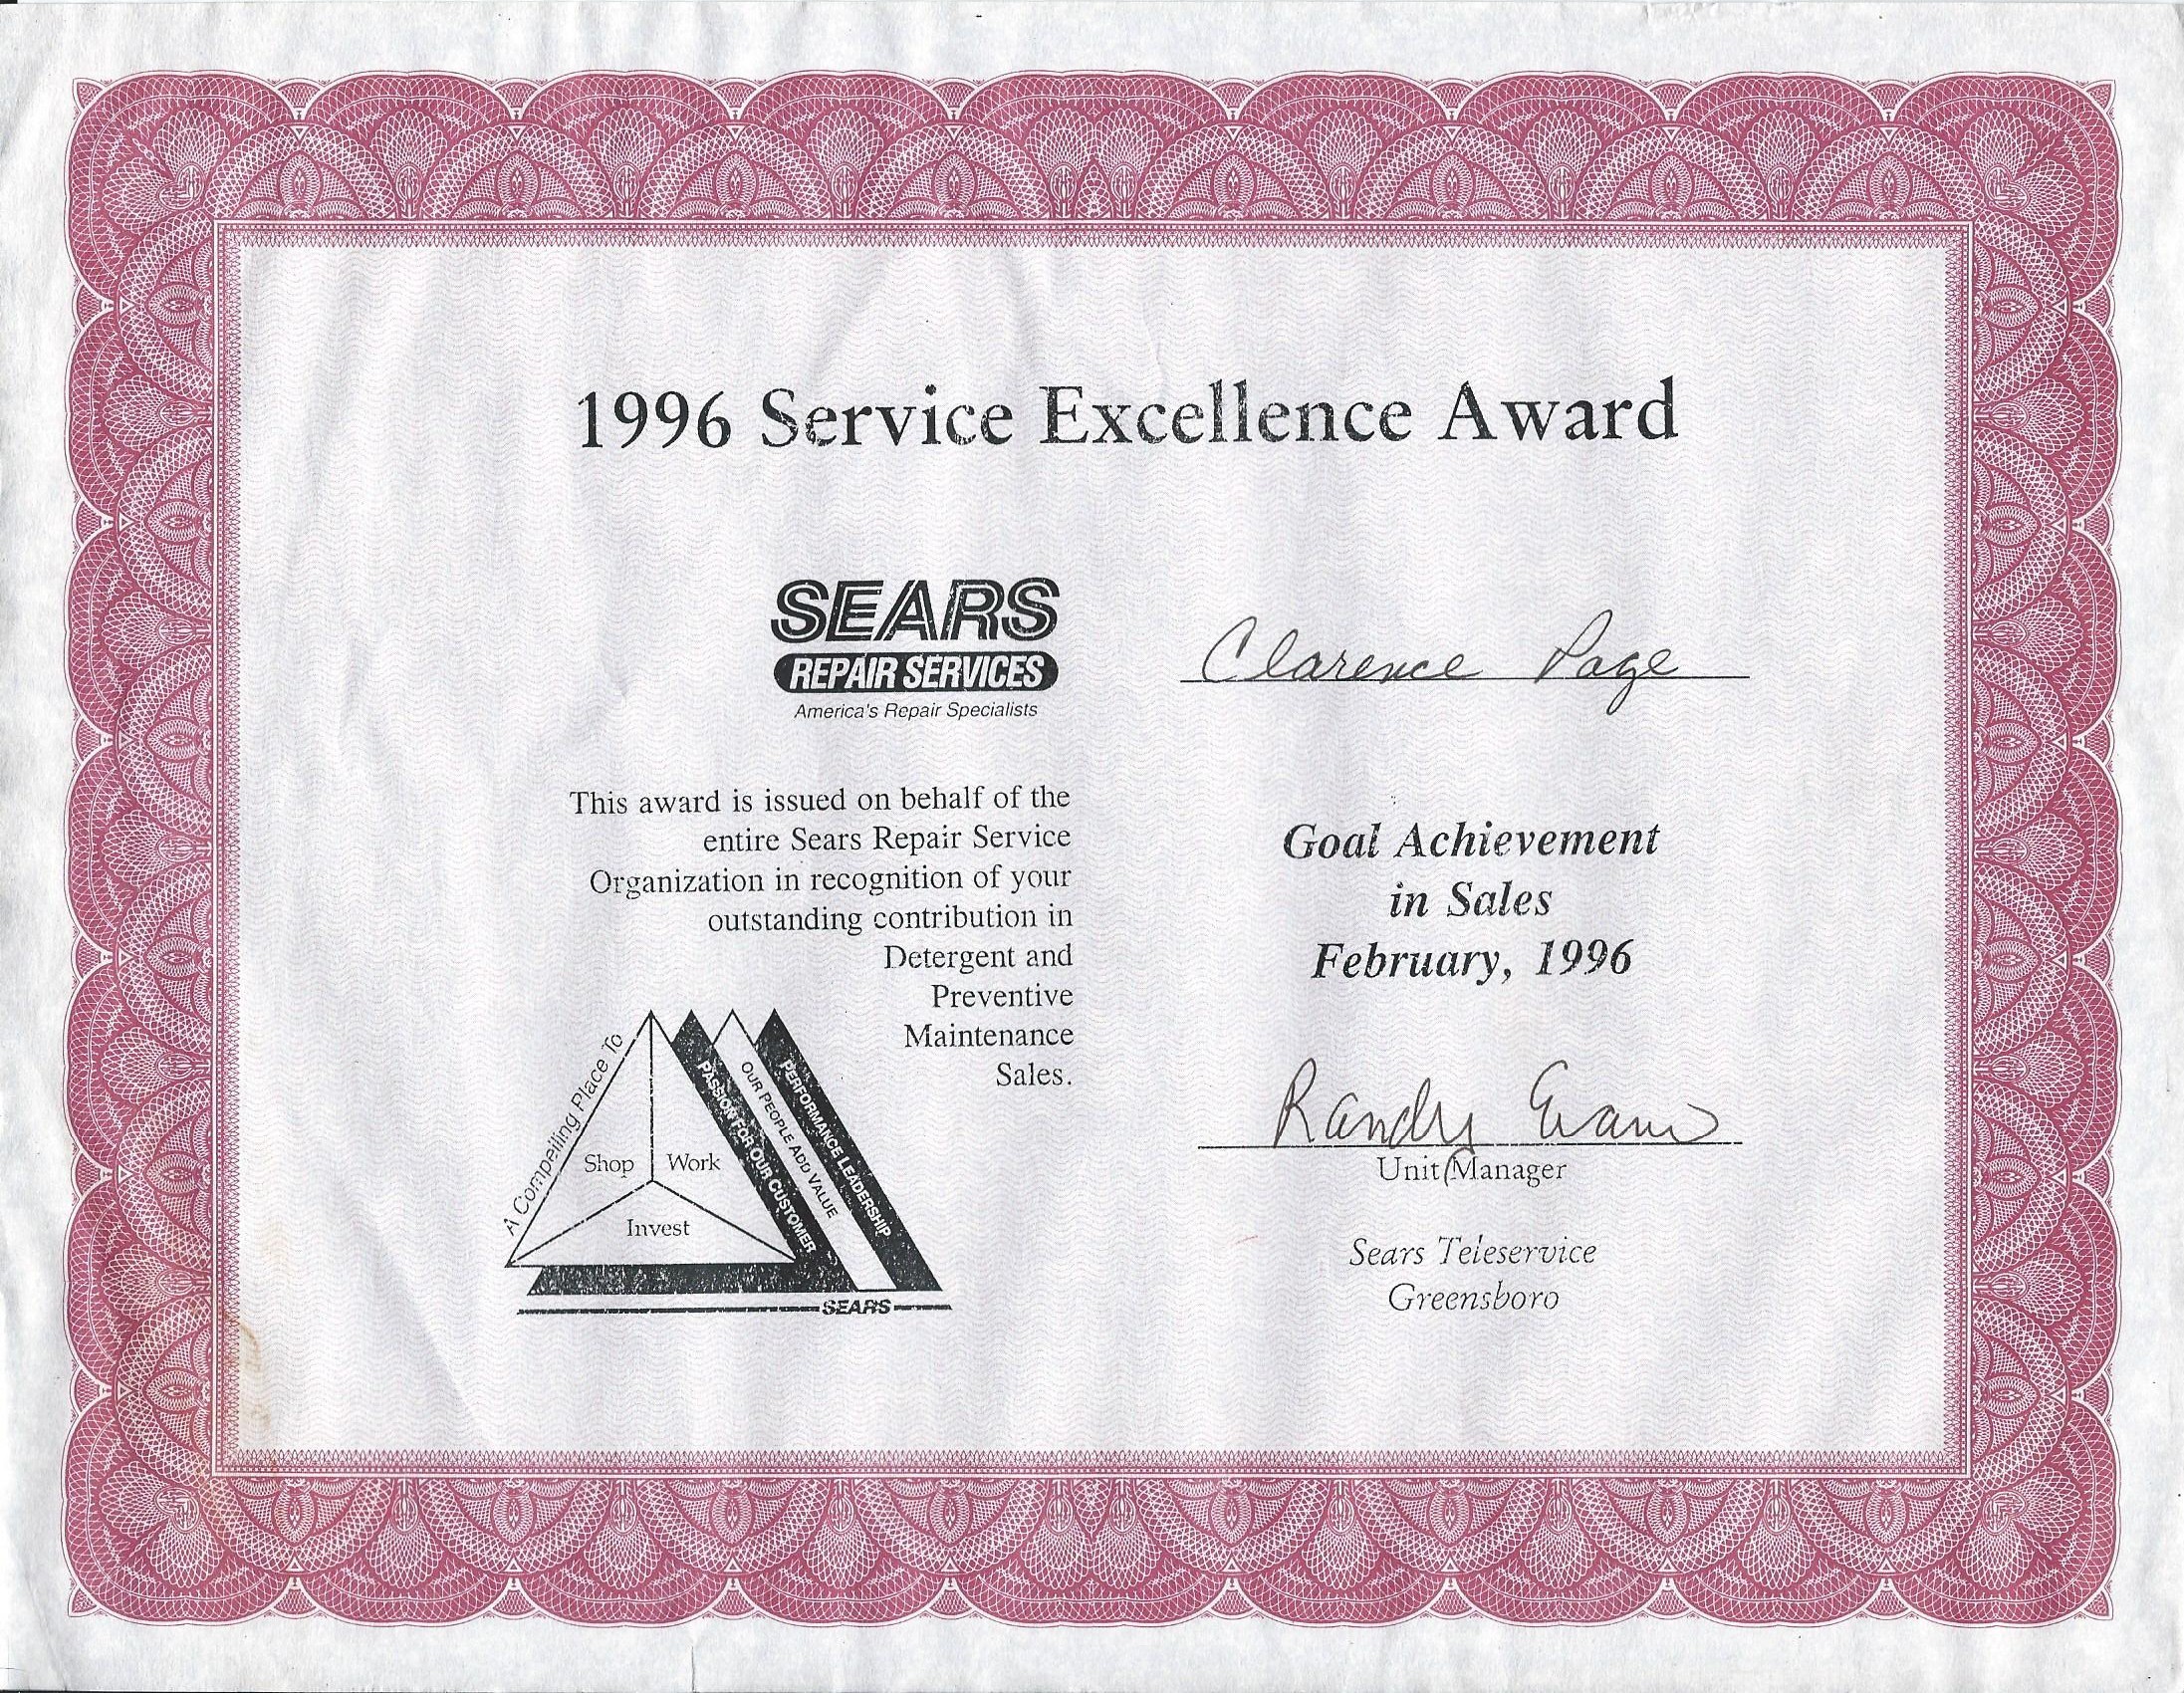 1996 Service Excellence Award
SEARS
REPAIR SERVICES
America's Repair Specialists
Clarence Page
This award is issued on behalf of the
entire Sears Repair Service
Organization in recognition of your
outstanding contribution in
Detergent and
Preventive
Maintenance
Sales.
Goal Achievement
in Sales
February, 1996
A Compelling Place To
Shop
Work
Invest
PASSION FOR OUR CUSTOMER
OUR PEOPLE ADD VALUE
PERFORMANCE LEADERSHIP
SEARS
Randy Evans
Unit Manager
Sears Teleservice
Greensboro